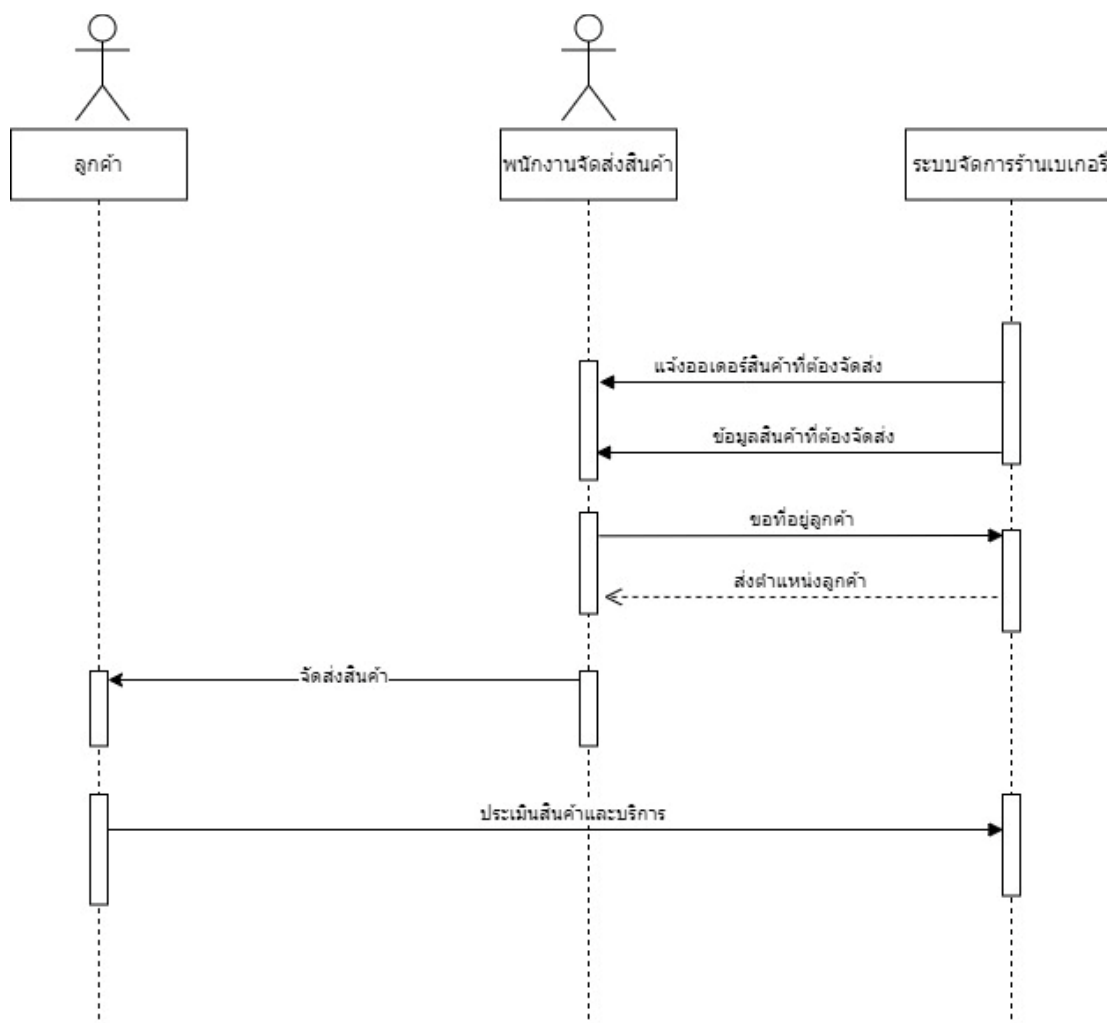 ลูกค้า
พนักงานจัดส่งสินค้า
ระบบจัดการร้านเบเกอรี่
แจ้งออเดอร์สินค้าที่ต้องจัดส่ง
ข้อมูลสินค้าที่ต้องจัดส่ง
ขอที่อยู่ลูกค้า
ส่งตำแหน่งลูกค้า
จัดส่งสินค้า
ประเมินสินค้าและบริการ